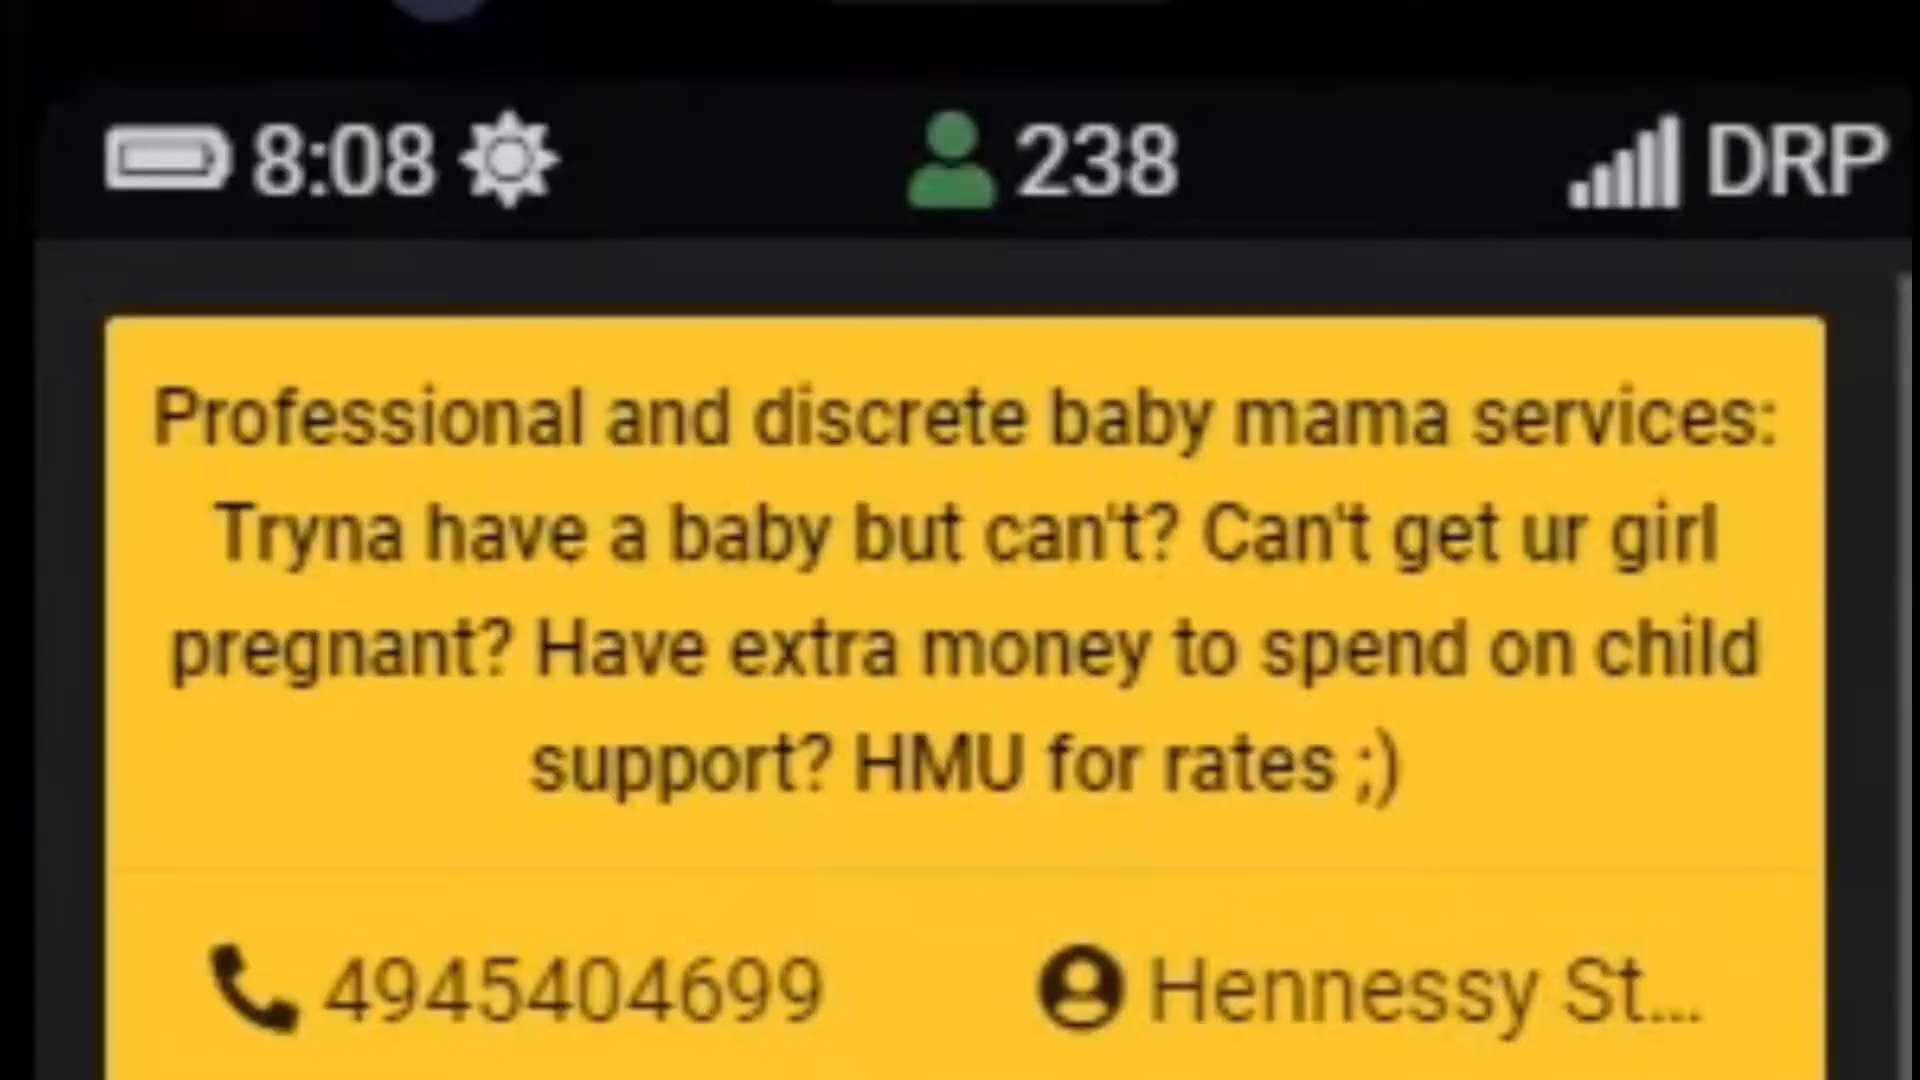 8:08 238 DRP
Professional and discrete baby mama services:
Tryna have a baby but can't? Can't get ur girl
pregnant? Have extra money to spend on child
support? HMU for rates ;)
4945404699 Hennessy St...